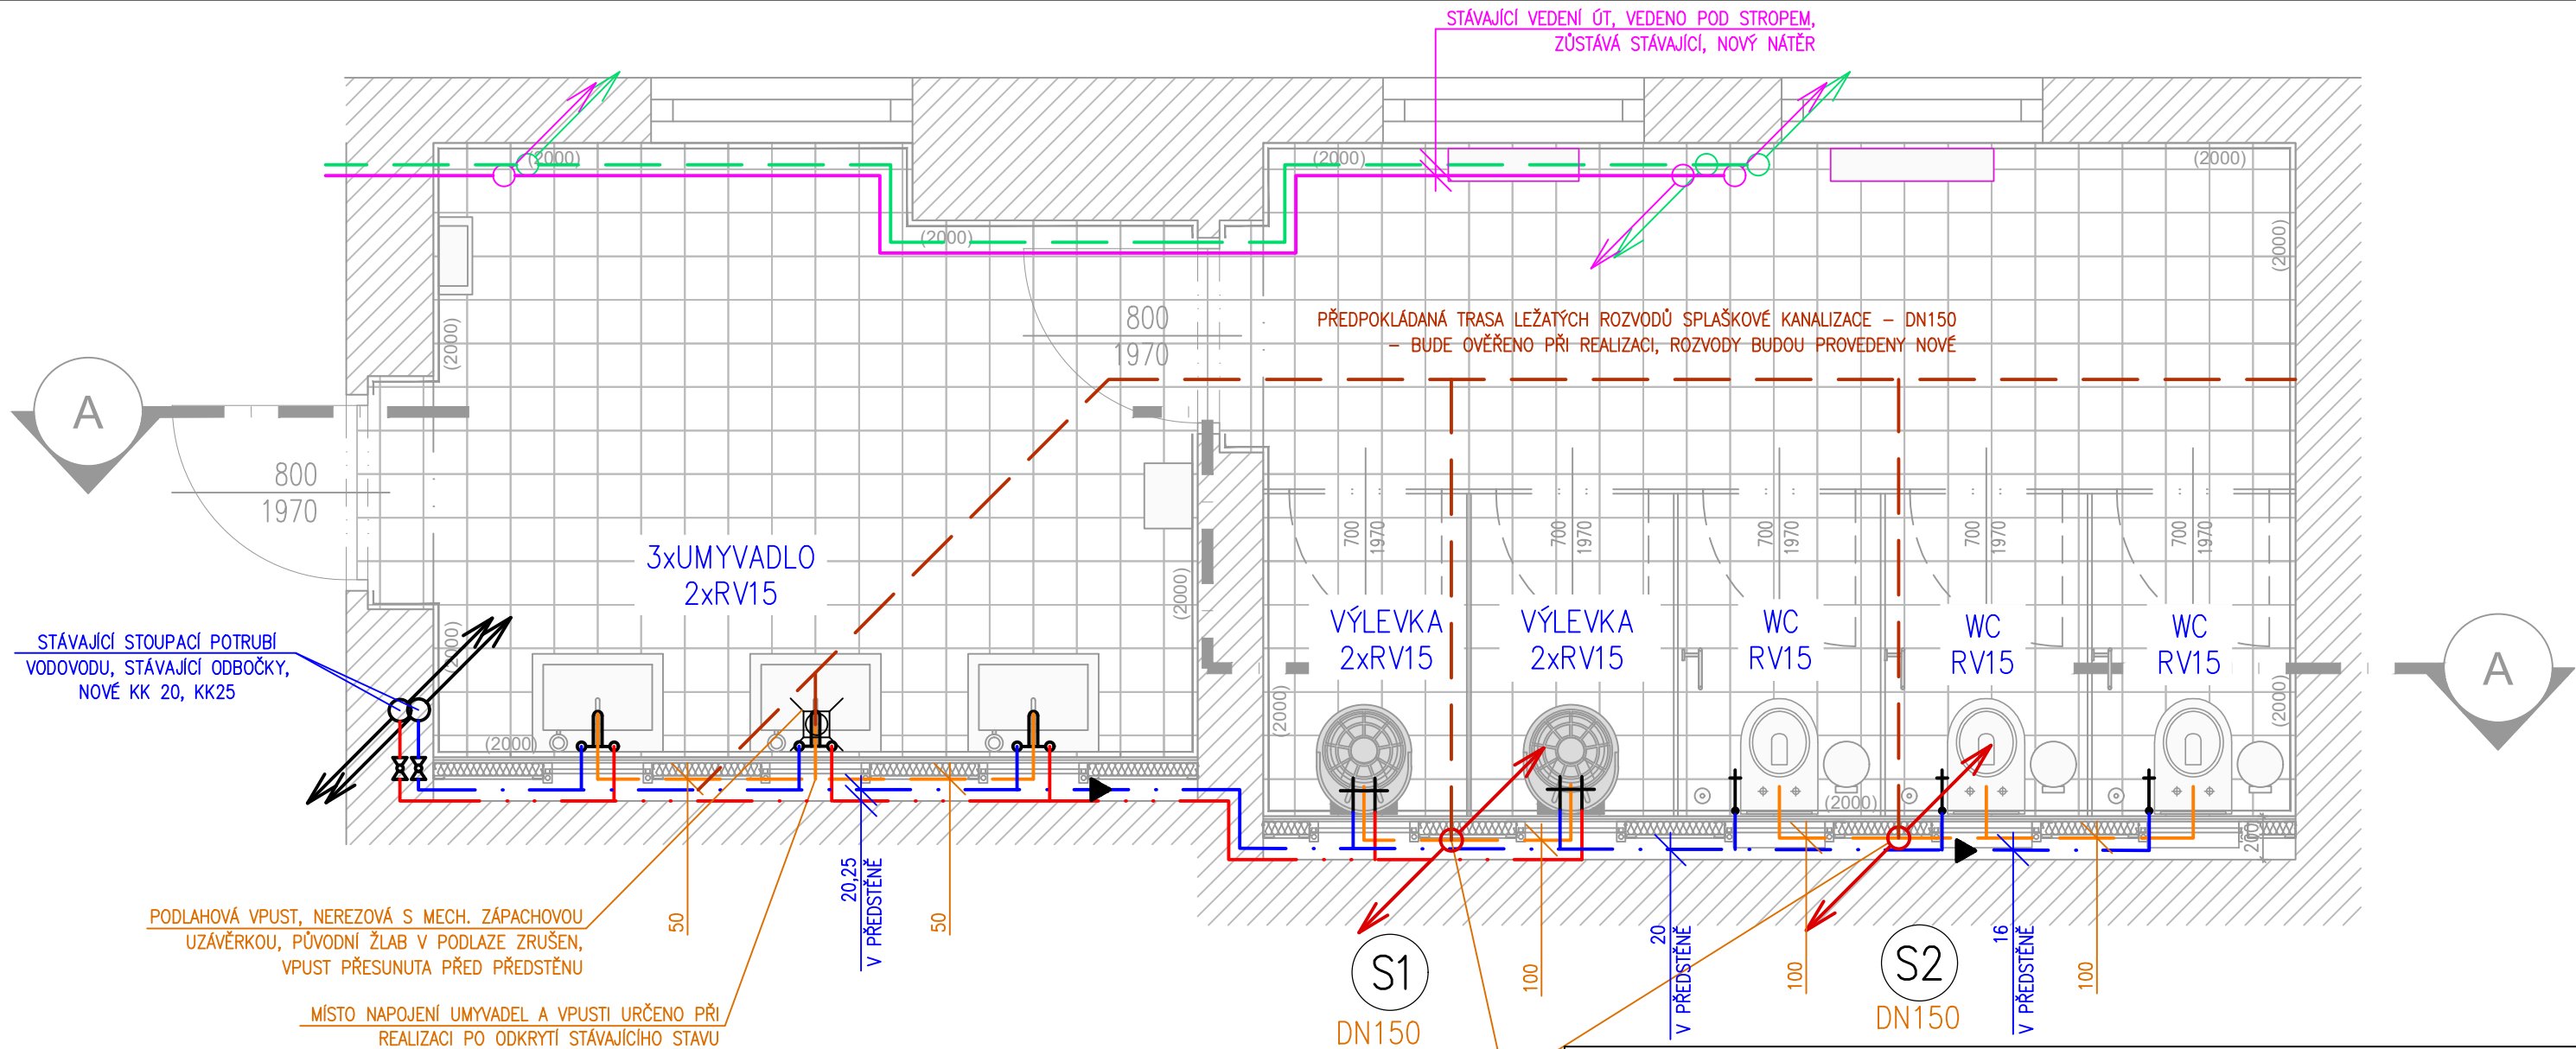 STÁVAJÍCÍ VEDENÍ ÚT, VEDENO POD STROPEM,
ZŮSTÁVÁ STÁVAJÍCÍ, NOVÝ NÁTĚR
(2000)
(2000)
(2000)
(2000)
(2000)
(2000)
800
1970
PŘEDPOKLÁDANÁ TRASA LEŽATÝCH ROZVODŮ SPLAŠKOVÉ KANALIZACE – DN150
– BUDE OVĚŘENO PŘI REALIZACI, ROZVODY BUDOU PROVEDENY NOVÉ
A
800
1970
700
1970
700
1970
700
1970
700
1970
700
1970
3xUMYVADLO
2xRV15
(2000)
VÝLEVKA
2xRV15
VÝLEVKA
2xRV15
WC
RV15
WC
RV15
WC
RV15
A
STÁVAJÍCÍ STOUPACÍ POTRUBÍ
VODOVODU, STÁVAJÍCÍ ODBOČKY,
NOVÉ KK 20, KK25
(2000)
(2000)
(2000)
(2000)
(2000)
200
PODLAHOVÁ VPUST, NEREZOVÁ S MECH. ZÁPACHOVOU
UZÁVĚRKOU, PŮVODNÍ ŽLAB V PODLAZE ZRUŠEN,
VPUST PŘESUNUTA PŘED PŘEDSTĚNU
50
20,25
V PŘEDSTĚNĚ
50
MÍSTO NAPOJENÍ UMYVADEL A VPUSTI URČENO PŘI
REALIZACI PO ODKRYTÍ STÁVAJÍCÍHO STAVU
S1
DN150
100
20
V PŘEDSTĚNĚ
100
S2
DN150
16
V PŘEDSTĚNĚ
100